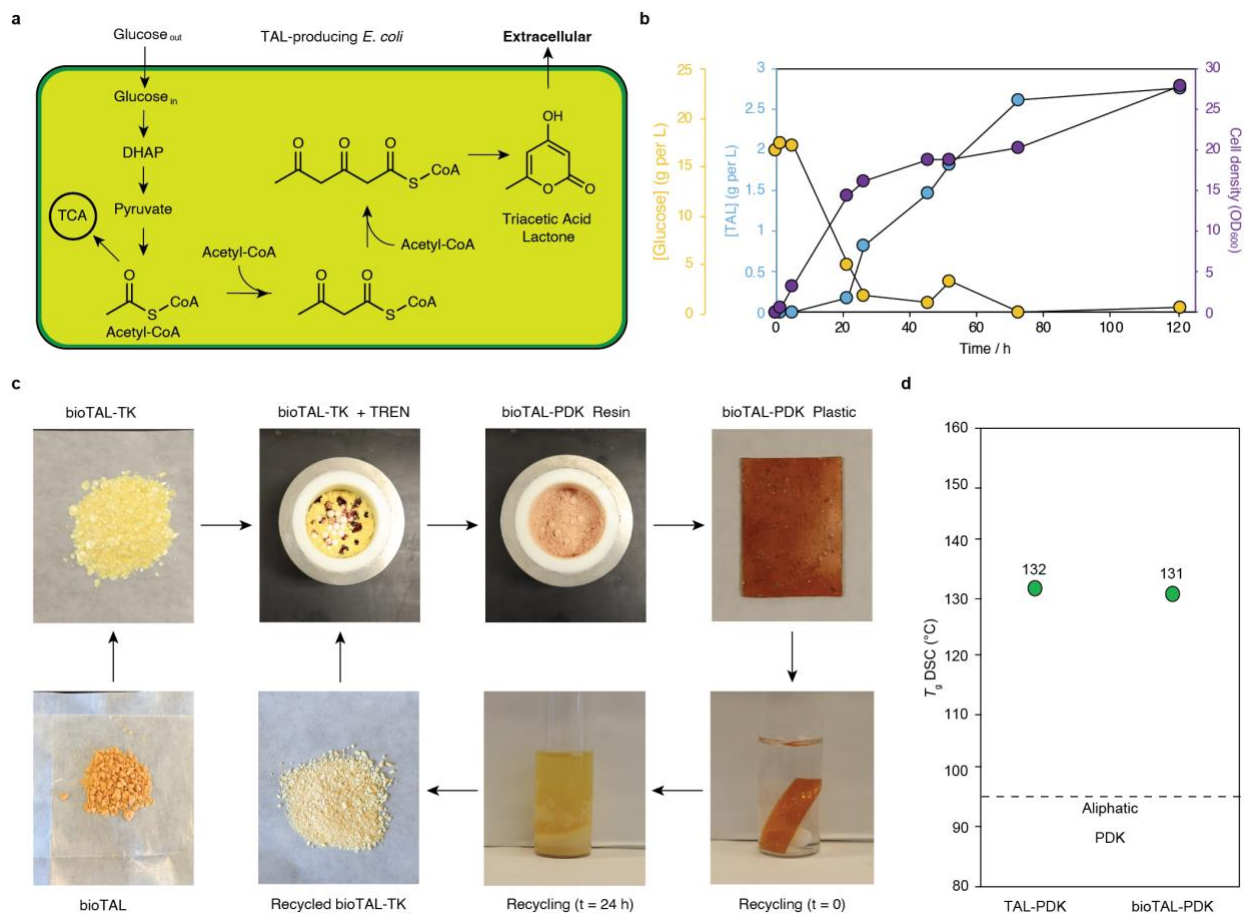 a
Glucose out
TAL-producing E. coli
Extracellular
Glucose in
DHAP
Pyruvate
TCA
O
S
CoA
Acetyl-CoA
Acetyl-CoA
O O
S
CoA
O O O
S
CoA
Acetyl-CoA
OH
O
O
Triacetic Acid
Lactone
b
[Glucose] (g per L)
25
20
15
10
5
0
[TAL] (g per L)
3
2.5
2
1.5
1
0.5
0
Cell density (OD600)
30
25
20
15
10
5
0
0 20 40 60 80 100 120
Time / h
c
bioTAL-TK
bioTAL-TK + TREN
bioTAL-PDK Resin
bioTAL-PDK Plastic
bioTAL
Recycled bioTAL-TK
Recycling (t = 24 h)
Recycling (t = 0)
d
Tg DSC (°C)
160
150
140
130
120
110
100
90
80
132
131
Aliphatic
PDK
TAL-PDK
bioTAL-PDK